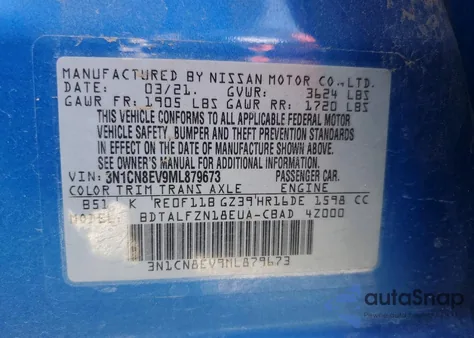 MANUFACTURED BY NISSAN MOTOR CO., LTD.
DATE: 03/21. GVWR: 3624 LBS
GAWR FR: 1905 LBS GAWR RR: 1720 LBS
THIS VEHICLE CONFORMS TO ALL APPLICABLE FEDERAL MOTOR
VEHICLE SAFETY, BUMPER AND THEFT PREVENTION STANDARDS
IN EFFECT ON THE DATE OF MANUFACTURE SHOWN ABOVE.
SEE OWNER'S MANUAL FOR ADDITIONAL INFORMATION.
VIN: 3N1CN8EV9ML879673 PASSENGER CAR.
COLOR TRIM TRANS AXLE ENGINE
B51 K RE0F11B GZ39 HR16DE 1598 CC
MODEL: BDTALFZN18EUA-CBAD 4Z000
3N1CN8EV9ML879673
autoSnap